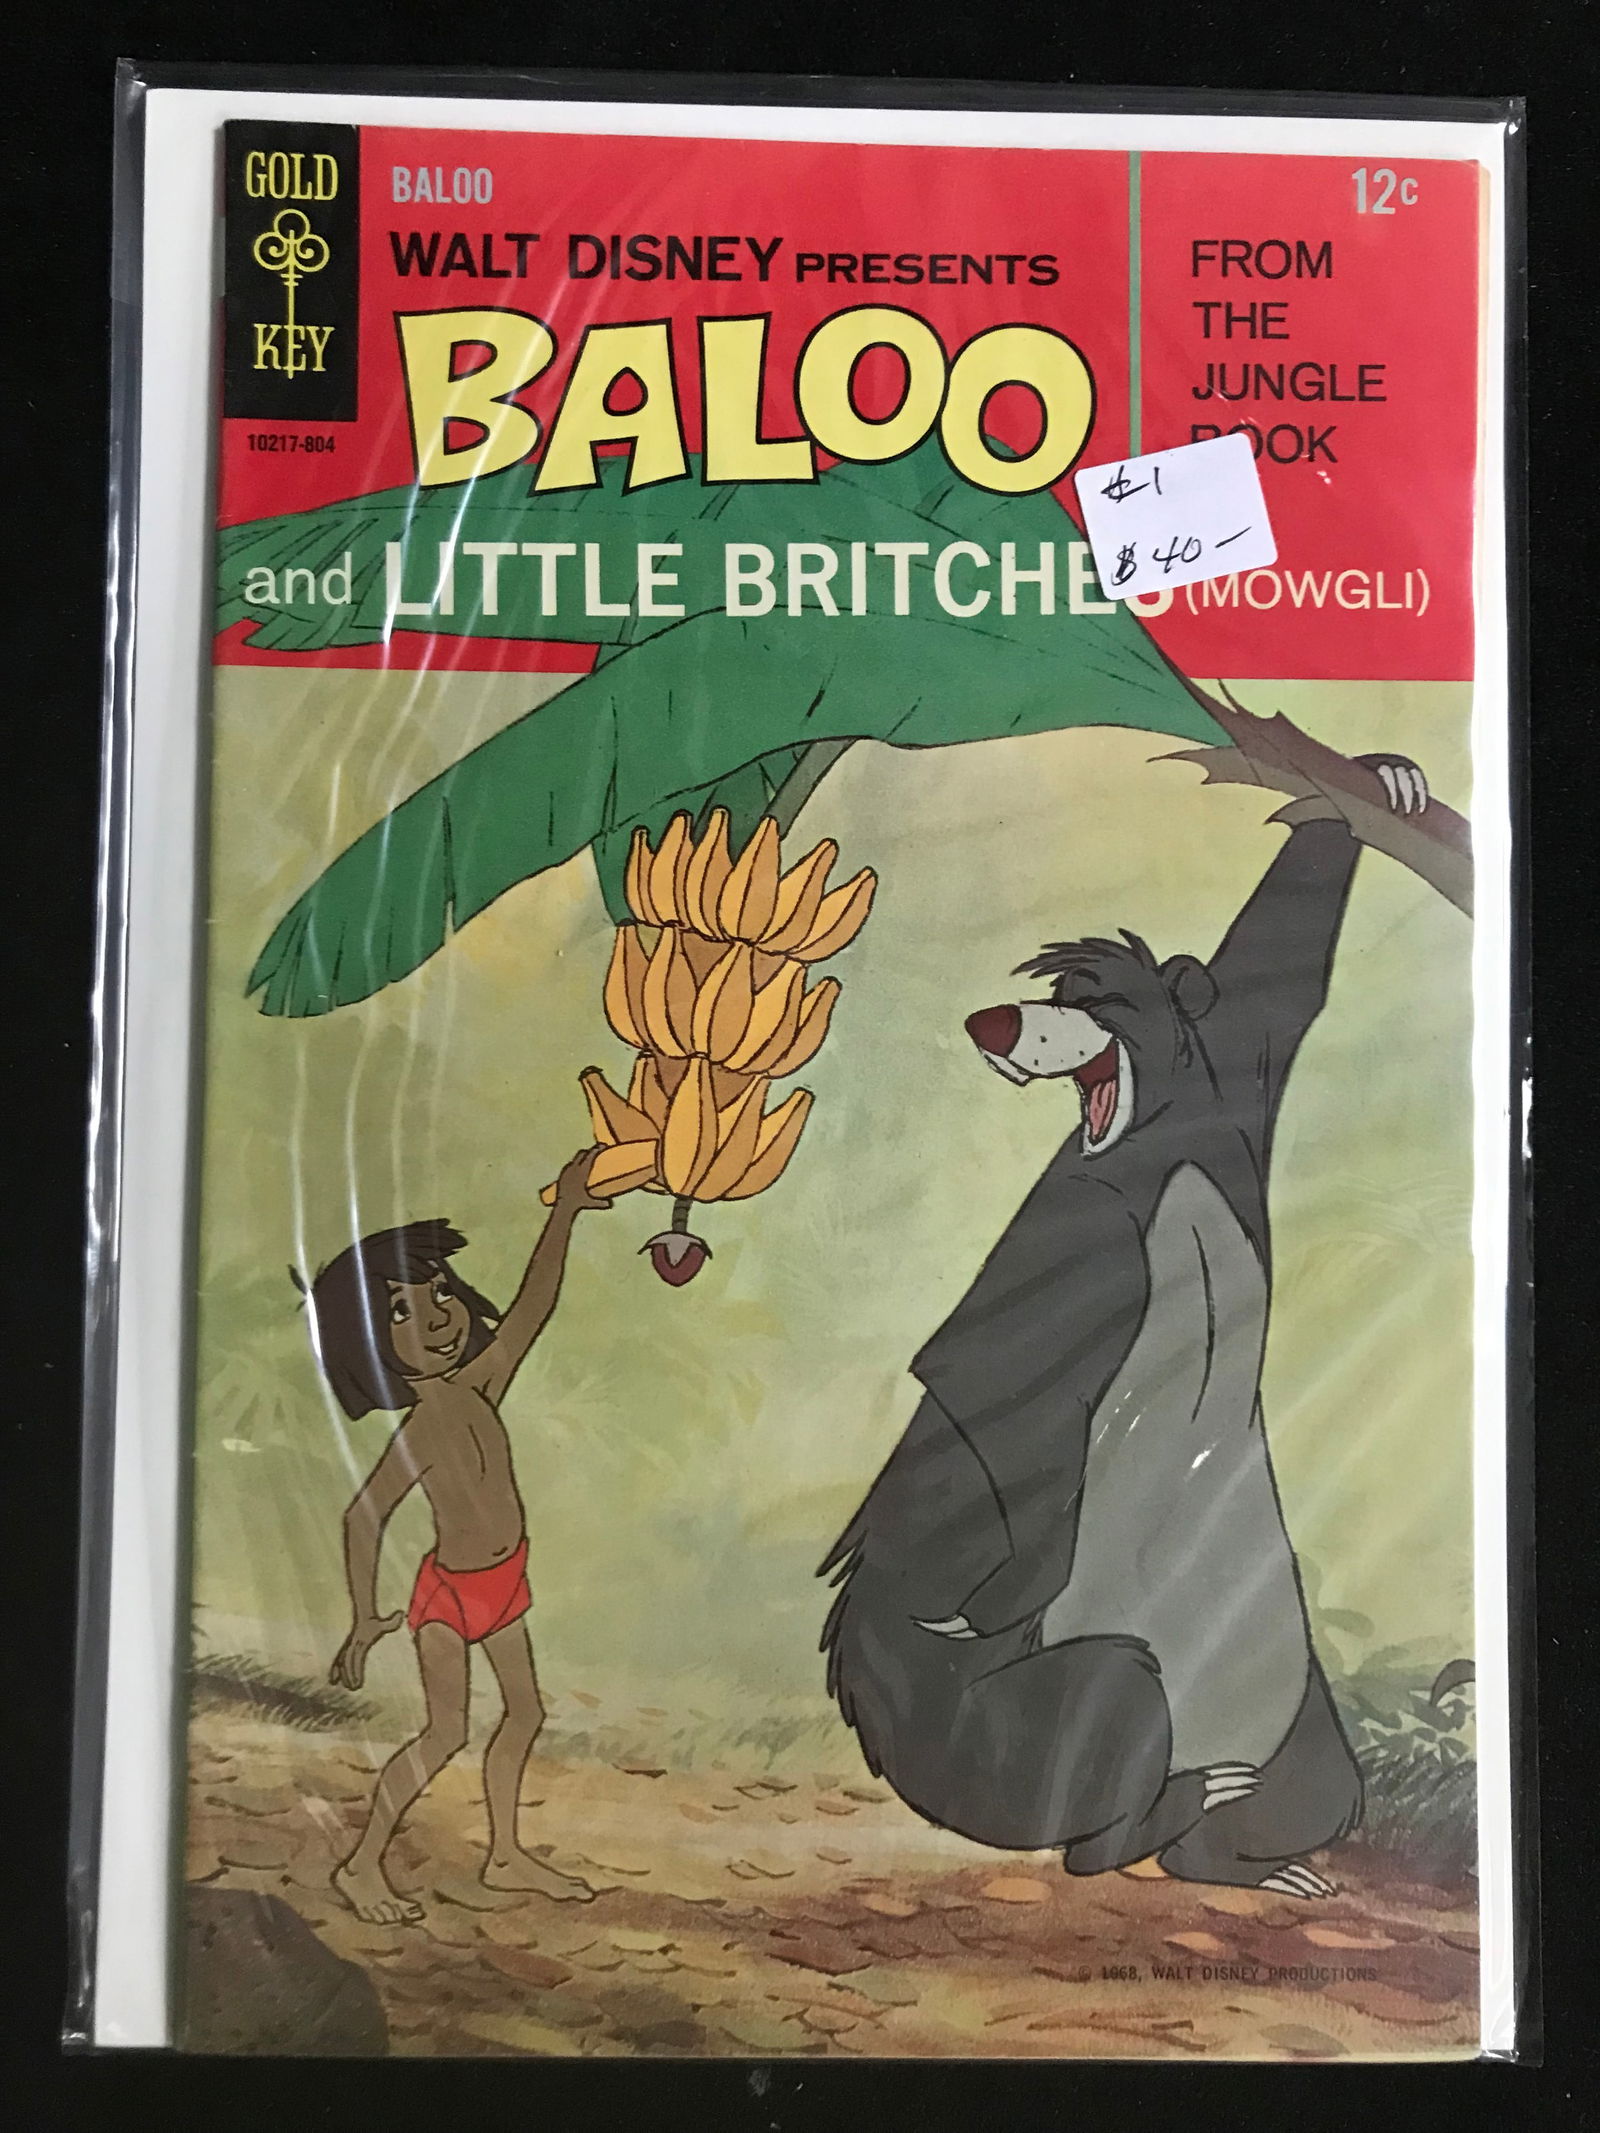 GOLD
KEY
10217-804
BALOO
12c
WALT DISNEY PRESENTS
BALOO
FROM
THE
JUNGLE
BOOK
#1
$40-
and LITTLE BRITCHES (MOWGLI)
© 1968, WALT DISNEY PRODUCTIONS